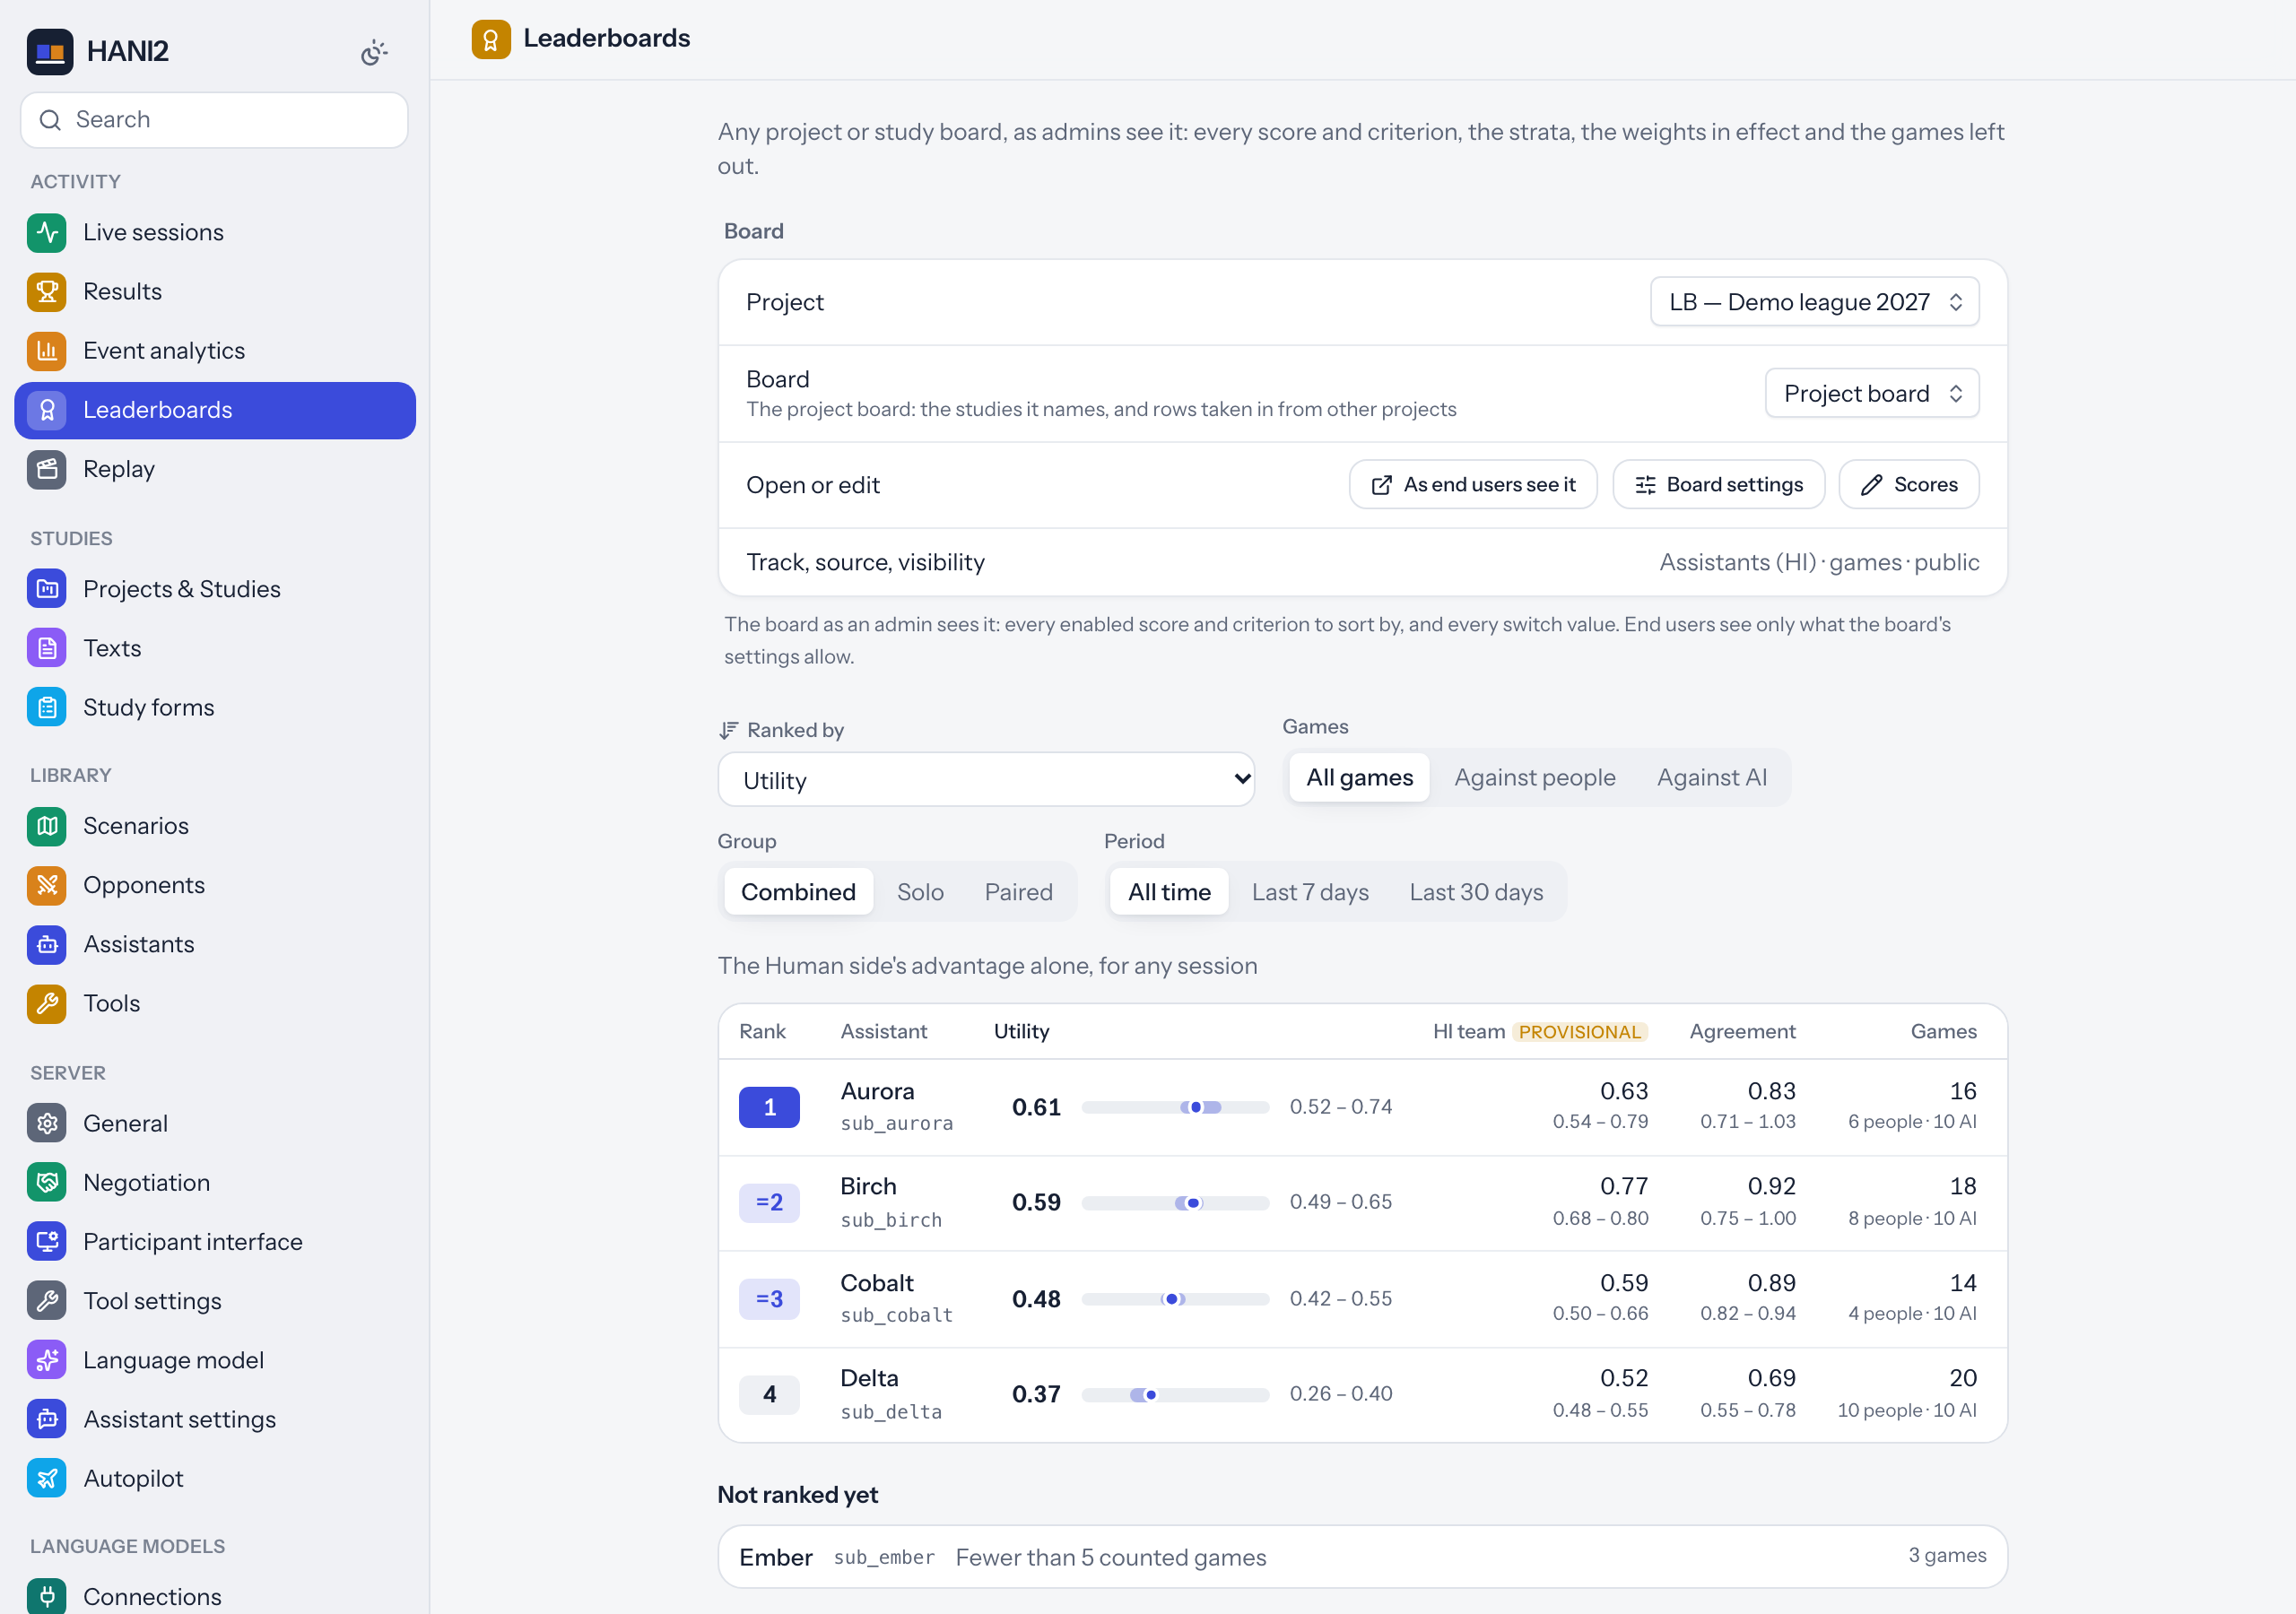 HANI2
Search
ACTIVITY
Live sessions
Results
Event analytics
Leaderboards
Replay
STUDIES
Projects & Studies
Texts
Study forms
LIBRARY
Scenarios
Opponents
Assistants
Tools
SERVER
General
Negotiation
Participant interface
Tool settings
Language model
Assistant settings
Autopilot
LANGUAGE MODELS
Connections
Leaderboards
Any project or study board, as admins see it: every score and criterion, the strata, the weights in effect and the games left
out.
Board
Project
LB — Demo league 2027
Board
The project board: the studies it names, and rows taken in from other projects
Project board
Open or edit
As end users see it
Board settings
Scores
Track, source, visibility
Assistants (HI) · games · public
The board as an admin sees it: every enabled score and criterion to sort by, and every switch value. End users see only what the board's
settings allow.
Ranked by
Utility
Games
All games Against people Against AI
Group
Combined Solo Paired
Period
All time Last 7 days Last 30 days
The Human side's advantage alone, for any session
Rank Assistant Utility HI team PROVISIONAL Agreement Games
1 Aurora 0.61 0.52 – 0.74 0.63 0.83 16
sub_aurora 0.54 – 0.79 0.71 – 1.03 6 people · 10 AI
=2 Birch 0.59 0.49 – 0.65 0.77 0.92 18
sub_birch 0.68 – 0.80 0.75 – 1.00 8 people · 10 AI
=3 Cobalt 0.48 0.42 – 0.55 0.59 0.89 14
sub_cobalt 0.50 – 0.66 0.82 – 0.94 4 people · 10 AI
4 Delta 0.37 0.26 – 0.40 0.52 0.69 20
sub_delta 0.48 – 0.55 0.55 – 0.78 10 people · 10 AI
Not ranked yet
Ember sub_ember Fewer than 5 counted games 3 games